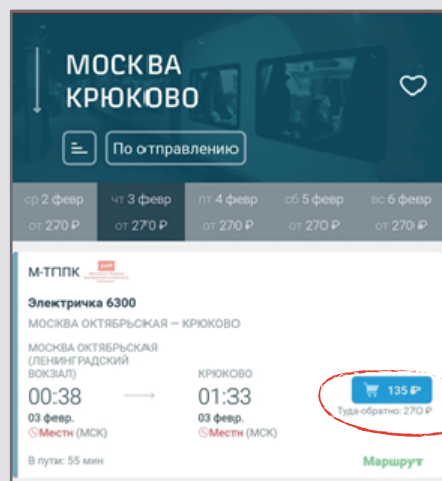 МОСКВА
КРЮКОВО
По отправлению
ср 2 февр чт 3 февр пт 4 февр сб 5 февр вс 6 февр
от 270 ₽ от 270 ₽ от 270 ₽ от 270 ₽ от 270 ₽
М-ТППК
Электричка 6300
МОСКВА ОКТЯБРЬСКАЯ — КРЮКОВО
МОСКВА ОКТЯБРЬСКАЯ
(ЛЕНИНГРАДСКИЙ
ВОКЗАЛ) КРЮКОВО
00:38 01:33 135 ₽
Туда-обратно: 270 ₽
03 февр. 03 февр.
Местн (МСК) Местн (МСК)
В пути: 55 мин Маршрут